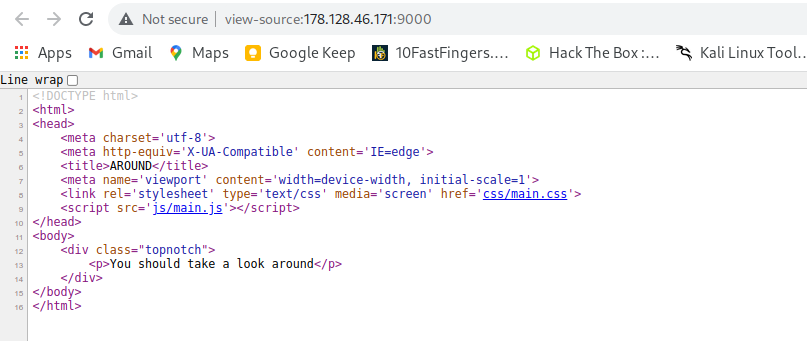 Not secure | view-source:178.128.46.171:9000
Apps Gmail Maps Google Keep 10FastFingers.... Hack The Box :... Kali Linux Tool...
Line wrap
1 <!DOCTYPE html>
2 <html>
3 <head>
4     <meta charset='utf-8'>
5     <meta http-equiv='X-UA-Compatible' content='IE=edge'>
6     <title>AROUND</title>
7     <meta name='viewport' content='width=device-width, initial-scale=1'>
8     <link rel='stylesheet' type='text/css' media='screen' href='css/main.css'>
9     <script src='js/main.js'></script>
10 </head>
11 <body>
12     <div class="topnotch">
13         <p>You should take a look around</p>
14     </div>
15 </body>
16 </html>